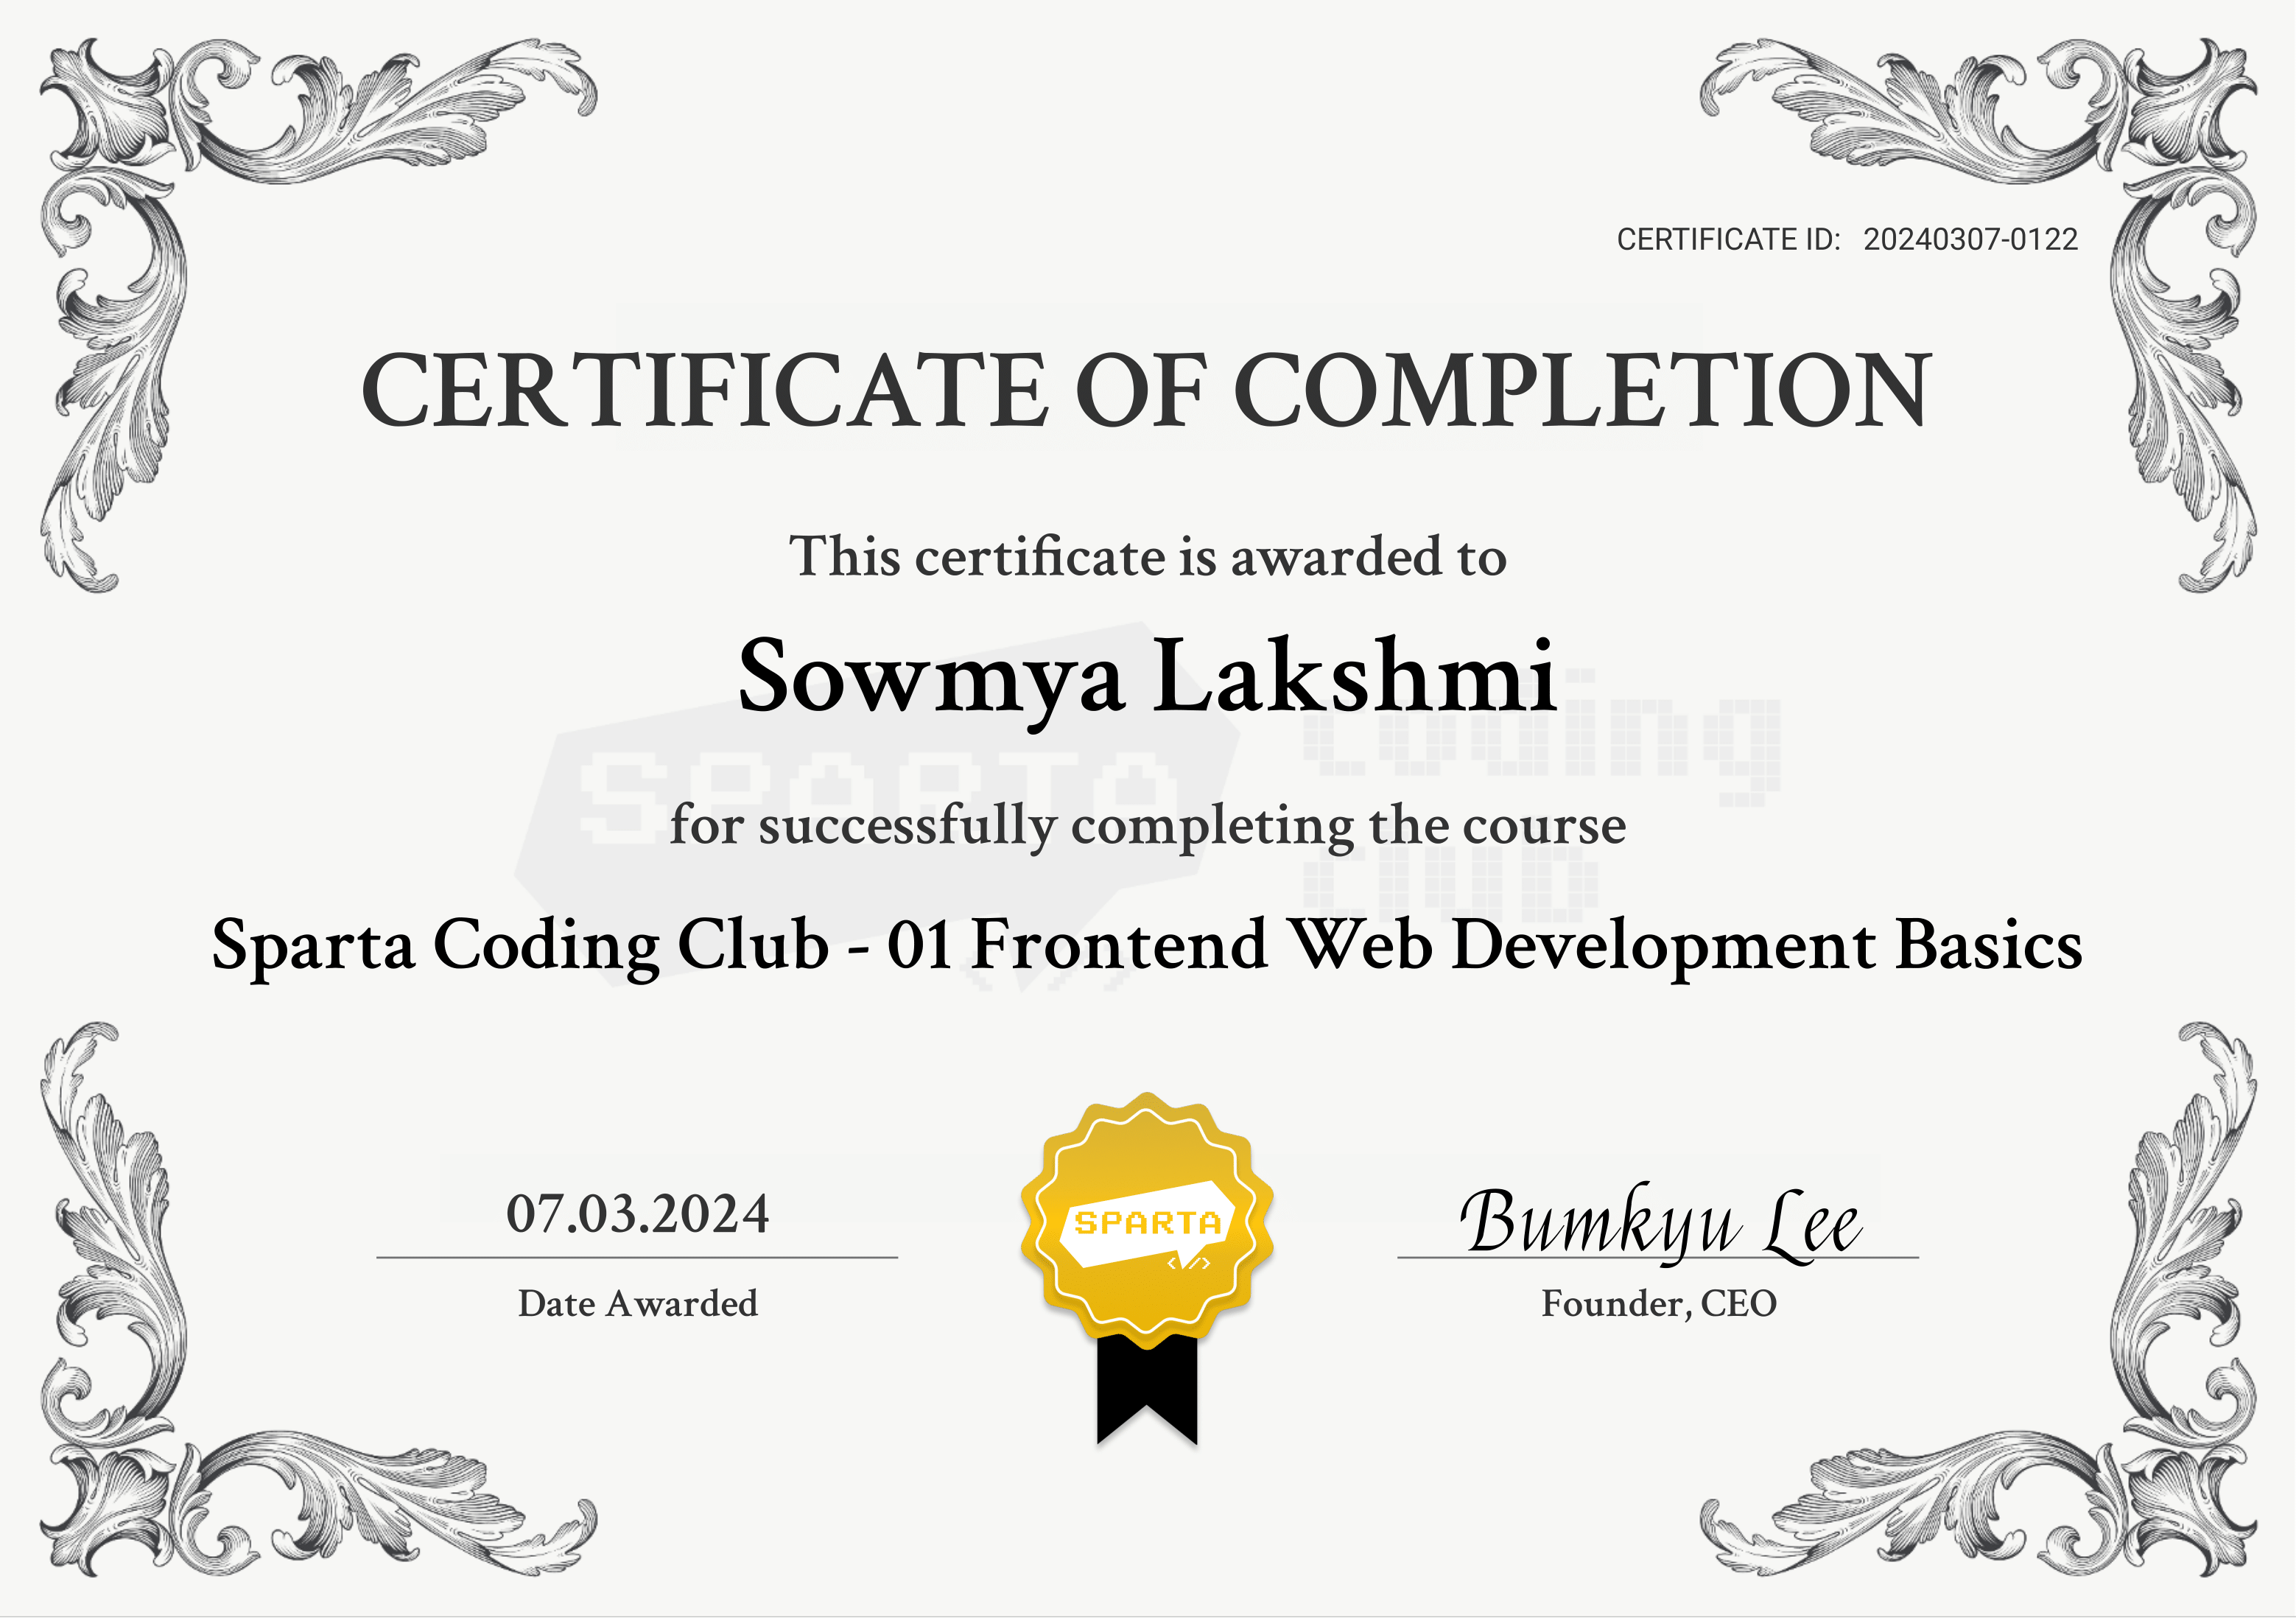 CERTIFICATE ID: 20240307-0122
CERTIFICATE OF COMPLETION
This certificate is awarded to
Sowmya Lakshmi
SPARTA coding
club
for successfully completing the course
Sparta Coding Club - 01 Frontend Web Development Basics
07.03.2024
Date Awarded
SPARTA
</>
Bumkyu Lee
Founder, CEO